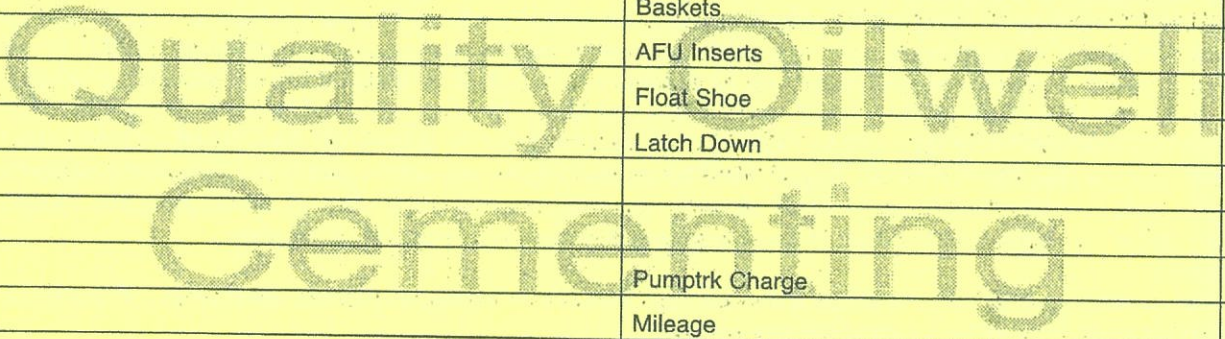 Baskets
AFU Inserts
Float Shoe
Latch Down
Pumptrk Charge
Mileage
Quality Oilwell
Cementing